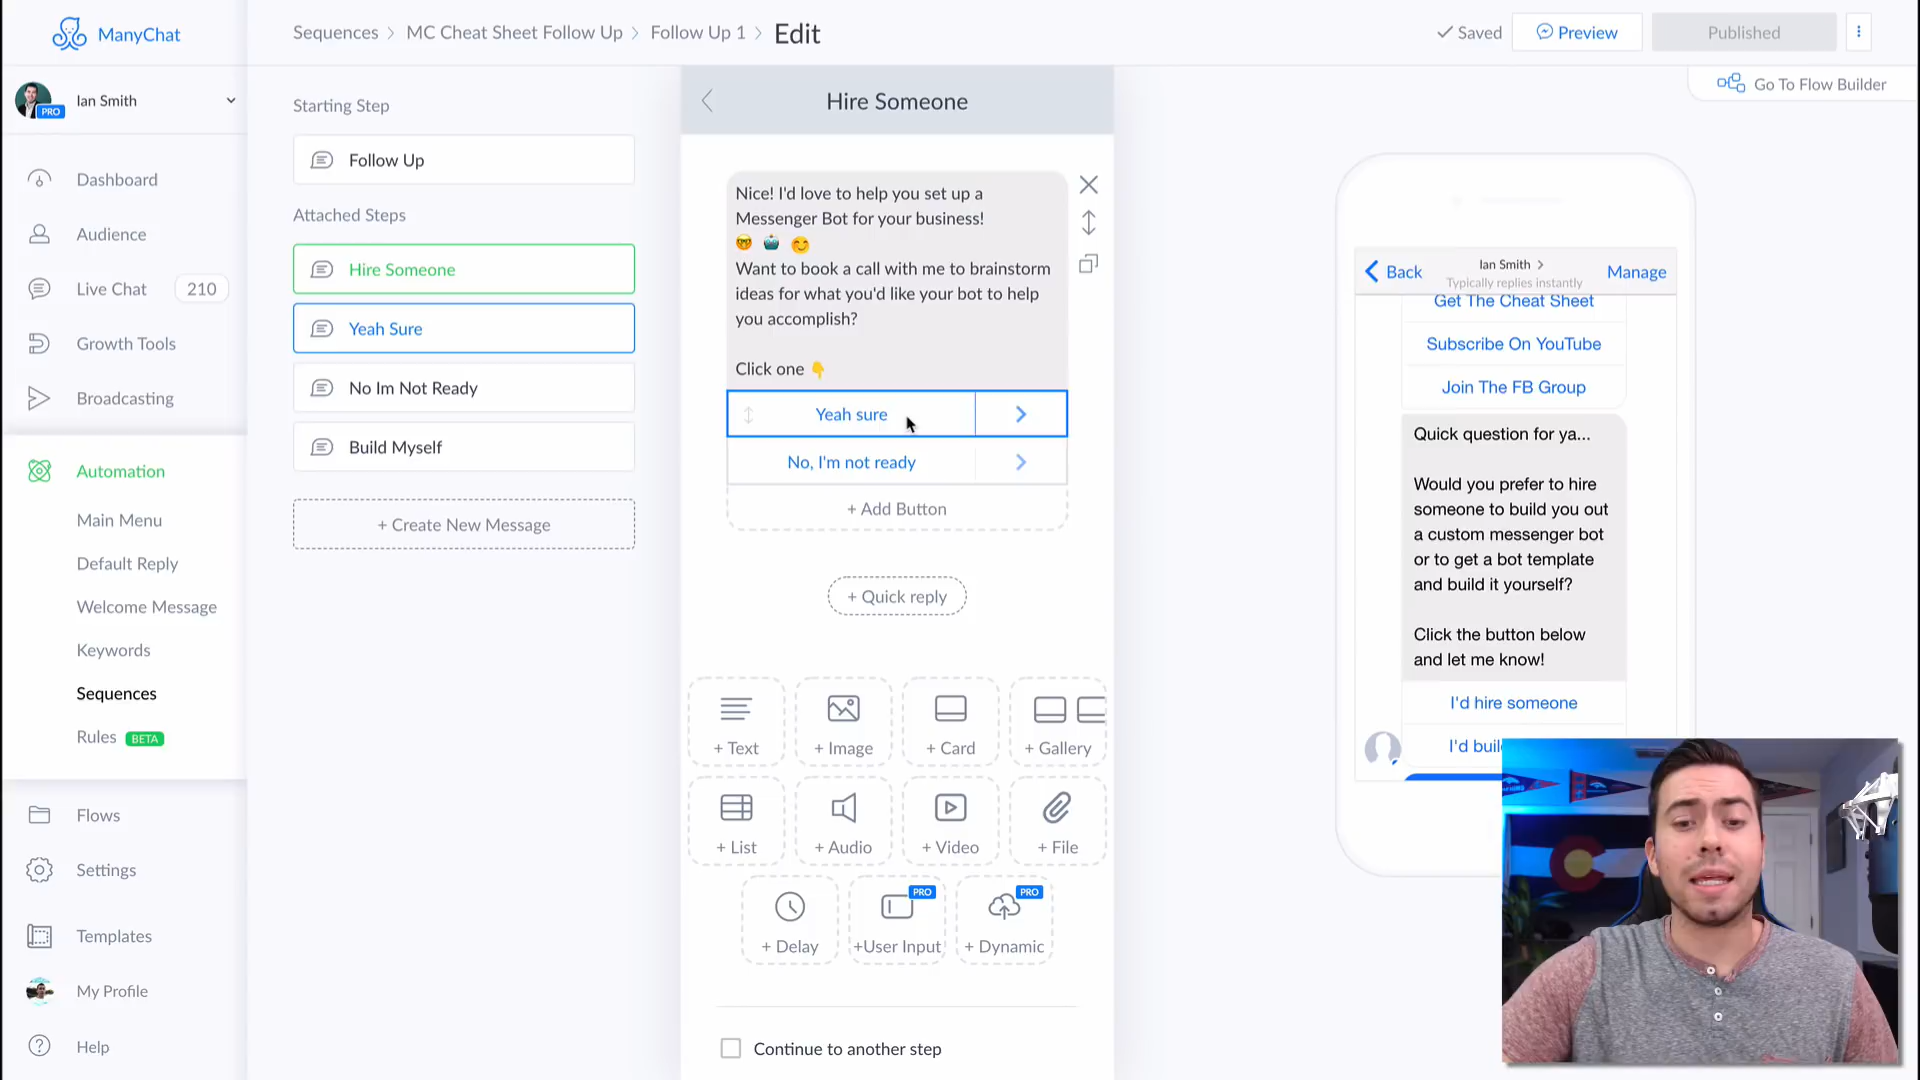 ManyChat
Sequences > MC Cheat Sheet Follow Up > Follow Up 1 > Edit
Saved
Preview
Published
Go To Flow Builder
PRO
Ian Smith
Dashboard
Audience
Live Chat 210
Growth Tools
Broadcasting
Automation
Main Menu
Default Reply
Welcome Message
Keywords
Sequences
Rules BETA
Flows
Settings
Templates
My Profile
Help
Starting Step
Follow Up
Attached Steps
Hire Someone
Yeah Sure
No Im Not Ready
Build Myself
+ Create New Message
Hire Someone
Nice! I'd love to help you set up a
Messenger Bot for your business!
🤓 🤖 😊
Want to book a call with me to brainstorm
ideas for what you'd like your bot to help
you accomplish?
Click one 👇
Yeah sure
No, I'm not ready
+ Add Button
+ Quick reply
+ Text
+ Image
+ Card
+ Gallery
+ List
+ Audio
+ Video
+ File
+ Delay
PRO
+User Input
PRO
+ Dynamic
Continue to another step
Back
Ian Smith >
Typically replies instantly
Manage
Get The Cheat Sheet
Subscribe On YouTube
Join The FB Group
Quick question for ya...
Would you prefer to hire
someone to build you out
a custom messenger bot
or to get a bot template
and build it yourself?
Click the button below
and let me know!
I'd hire someone
I'd buil